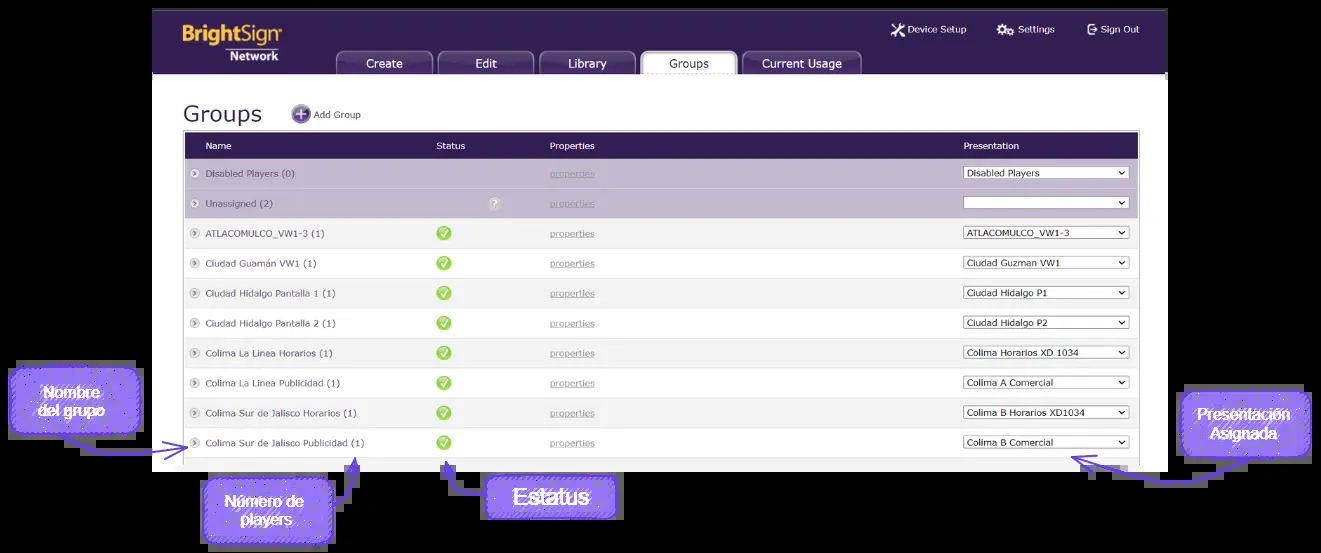 BrightSign
Network
Device Setup Settings Sign Out
Create Edit Library Groups Current Usage
Groups Add Group
Name Status Properties Presentation
Disabled Players (0) properties Disabled Players
Unassigned (2) ? properties
ATLACOMULCO_VW1-3 (1) properties ATLACOMULCO_VW1-3
Ciudad Guamán VW1 (1) properties Ciudad Guzman VW1
Ciudad Hidalgo Pantalla 1 (1) properties Ciudad Hidalgo P1
Ciudad Hidalgo Pantalla 2 (1) properties Ciudad Hidalgo P2
Colima La Linea Horarios (1) properties Colima Horarios XD 1034
Colima La Linea Publicidad (1) properties Colima A Comercial
Colima Sur de Jalisco Horarios (1) properties Colima B Horarios XD1034
Colima Sur de Jalisco Publicidad (1) properties Colima B Comercial
Nombre
del grupo
Presentación
Asignada
Número de
players
Estatus